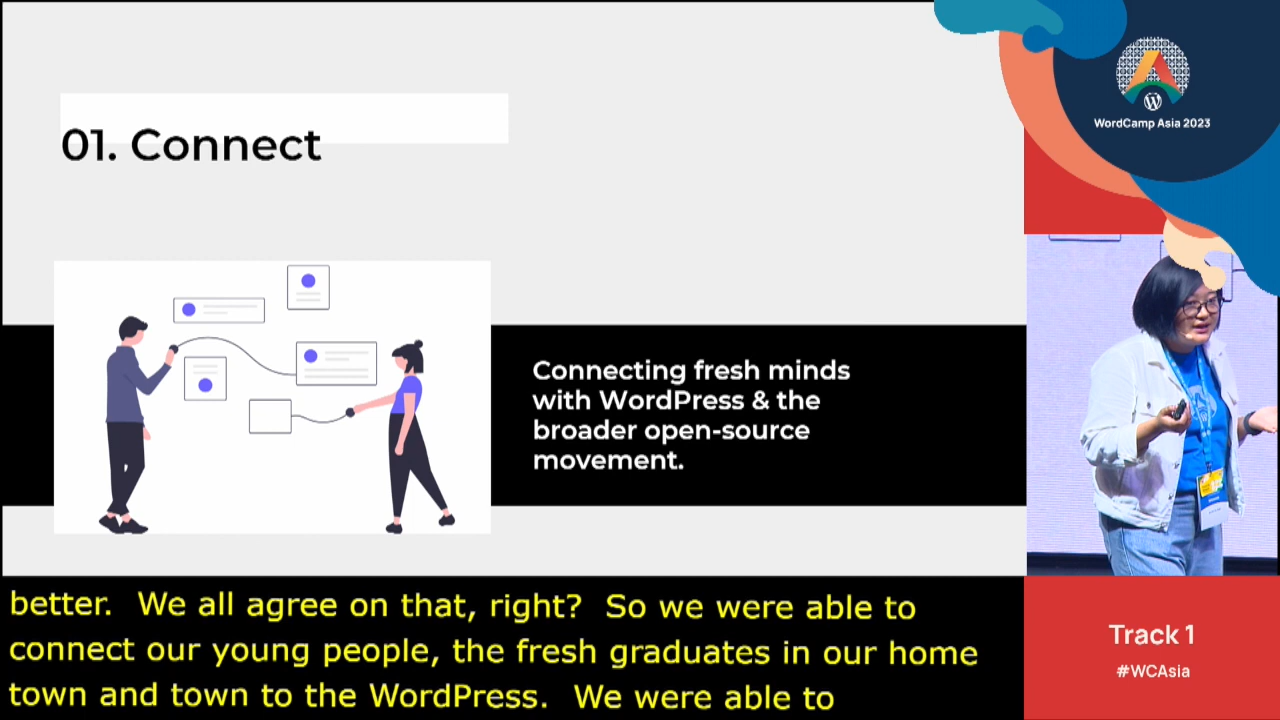 01. Connect
Connecting fresh minds
with WordPress & the
broader open-source
movement.
WordCamp Asia 2023
better.  We all agree on that, right?  So we were able to
connect our young people, the fresh graduates in our home
town and town to the WordPress.  We were able to
Track 1
#WCAsia